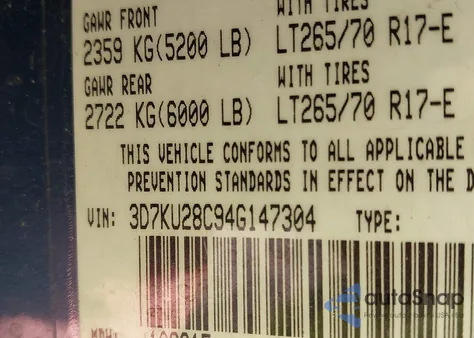 GAWR FRONT WITH TIRES
2359 KG(5200 LB) LT265/70 R17-E
GAWR REAR WITH TIRES
2722 KG(6000 LB) LT265/70 R17-E
THIS VEHICLE CONFORMS TO ALL APPLICABLE
PREVENTION STANDARDS IN EFFECT ON THE D
VIN: 3D7KU28C94G147304 TYPE:
autoSnap